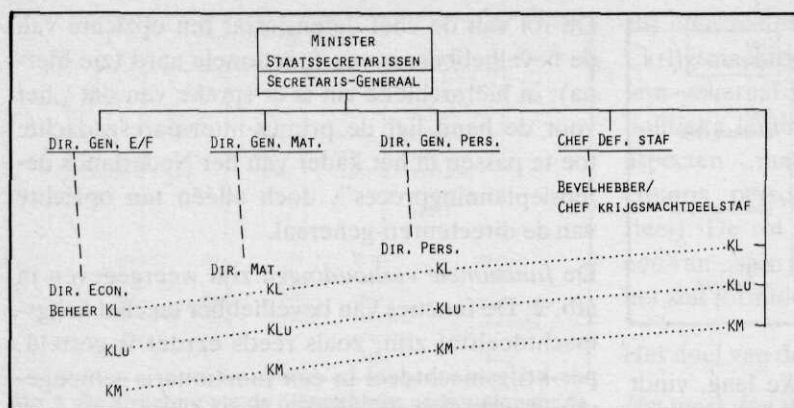 MINISTER
STAATSSECRETARISSEN
SECRETARIS-GENERAAL
DIR. GEN. E/F DIR. GEN. MAT. DIR. GEN. PERS. CHEF DEF. STAF
BEVELHEBBER/
CHEF KRIJGSMACHTDEELSTAF
DIR. PERS.
DIR. MAT. KL KL
DIR ECON. KL
BEHEER KL KLU KLU
KLU KM KM
KM KM